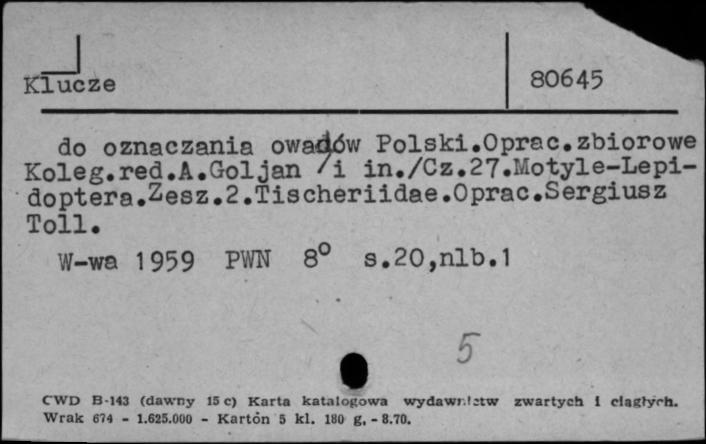 Klucze
80645
do oznaczania owadów Polski.Oprac.zbiorowe
Koleg.red.A.Goljan /i in./Cz.27.Motyle-Lepi-
doptera.Zesz.2.Tischeriidae.Oprac.Sergiusz
Toll.
W-wa 1959 PWN 8° s.20,nlb.1
5
CWD B-143 (dawny 15 c) Karta katalogowa wydawnictw zwartych i ciągłych.
Wrak 674 - 1.625.000 - Kartón 5 kl. 180 g. - 8.70.